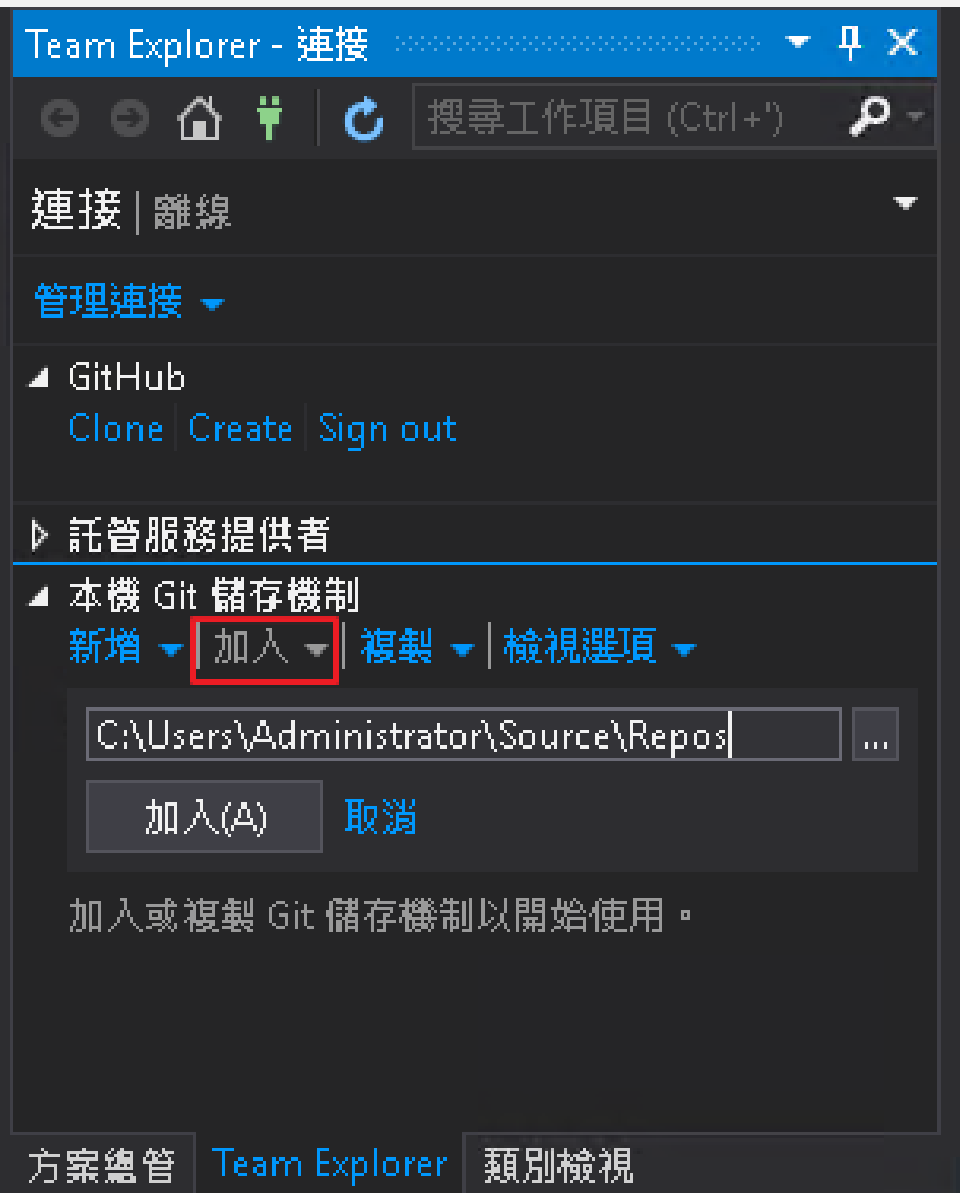 Team Explorer - 連接
搜尋工作項目 (Ctrl+')
連接 | 離線
管理連接
GitHub
Clone | Create | Sign out
託管服務提供者
本機 Git 儲存機制
新增 | 加入 | 複製 | 檢視選項
C:\Users\Administrator\Source\Repos
...
加入(A) 取消
加入或複製 Git 儲存機制以開始使用。
方案總管 Team Explorer 類別檢視